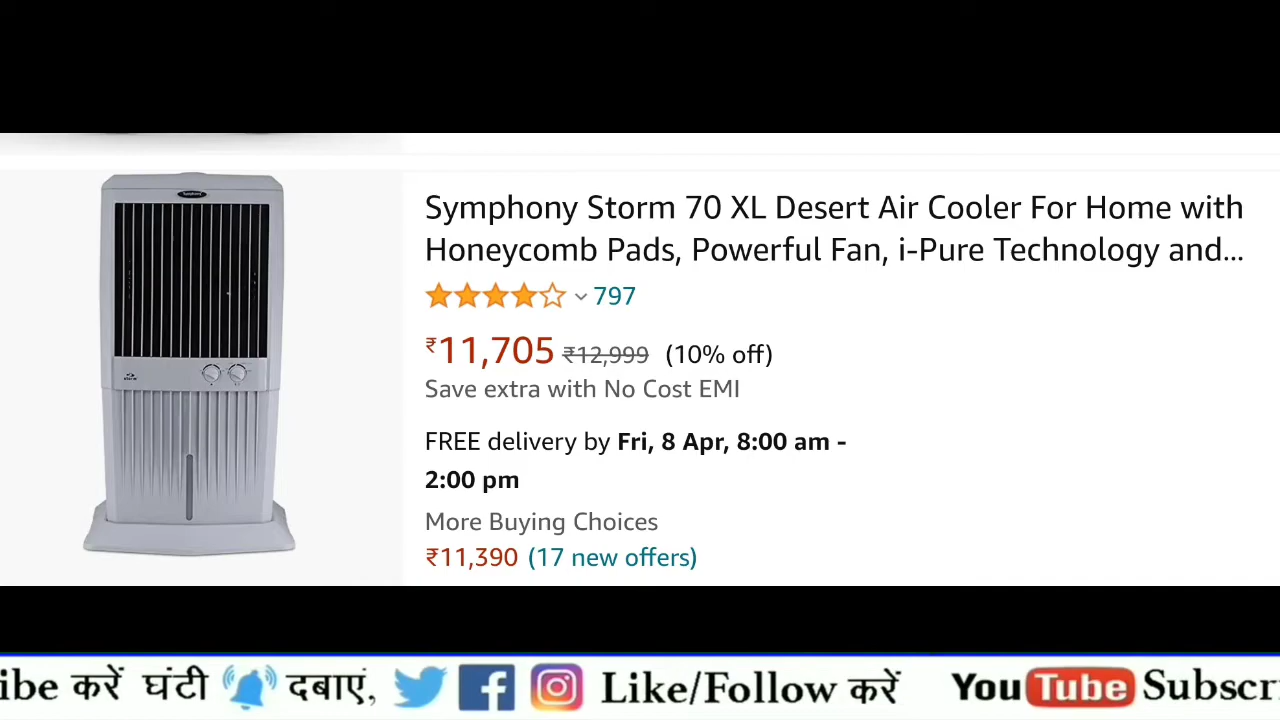 Symphony Storm 70 XL Desert Air Cooler For Home with
Honeycomb Pads, Powerful Fan, i-Pure Technology and...
797
₹11,705 ₹12,999 (10% off)
Save extra with No Cost EMI
FREE delivery by Fri, 8 Apr, 8:00 am -
2:00 pm
More Buying Choices
₹11,390 (17 new offers)
ibe करें घंटी दबाएं, Like/Follow करें YouTube Subscr